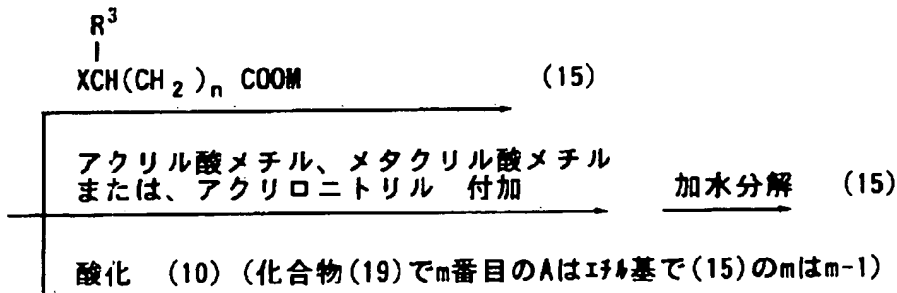 R³
|
XCH(CH₂)ₙ COOM (15)
アクリル酸メチル、メタクリル酸メチル
または、アクリロニトリル 付加 加水分解 (15)
酸化 (10) (化合物(19)でm番目のAはエチル基で(15)のmはm-1)